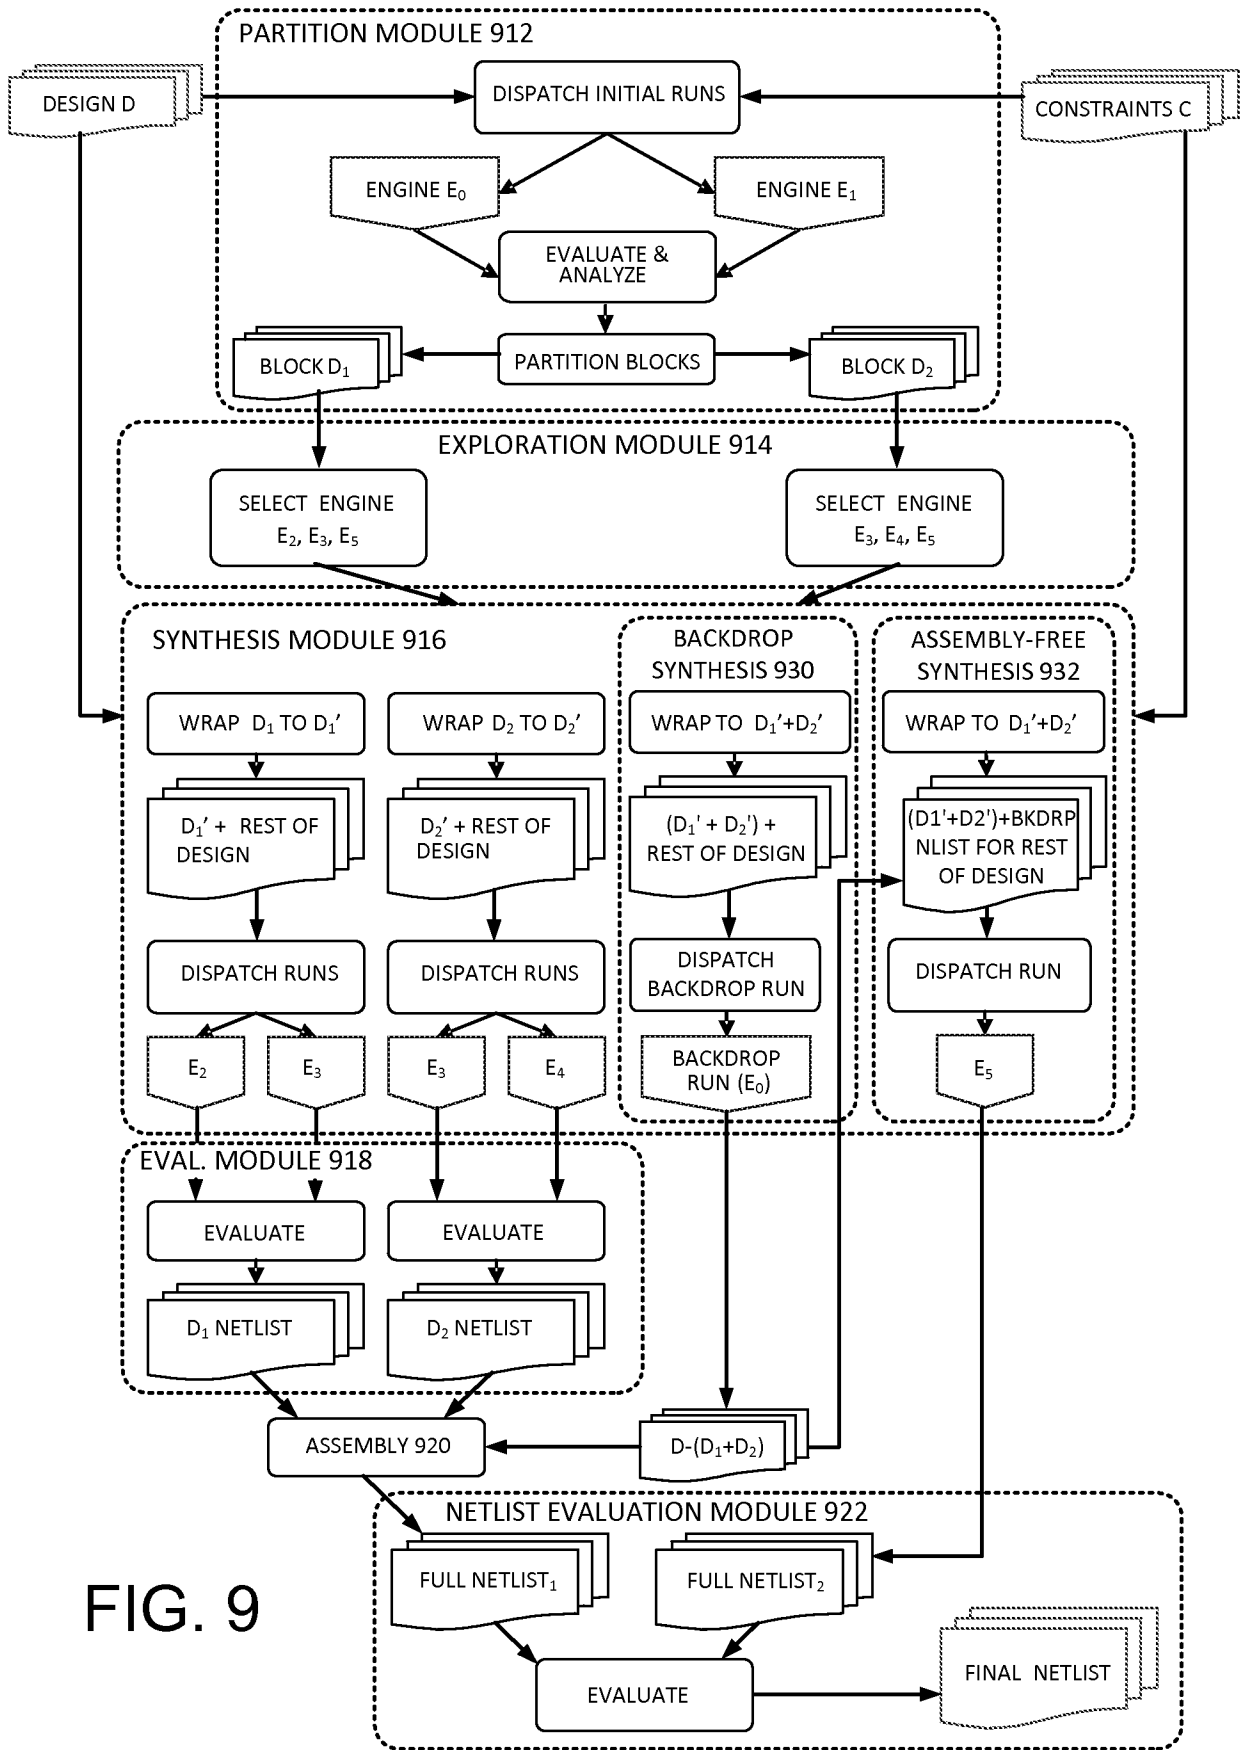 PARTITION MODULE 912
DESIGN D
DISPATCH INITIAL RUNS
CONSTRAINTS C
ENGINE E₀
ENGINE E₁
EVALUATE &
ANALYZE
BLOCK D₁
PARTITION BLOCKS
BLOCK D₂
EXPLORATION MODULE 914
SELECT ENGINE
E₂, E₃, E₅
SELECT ENGINE
E₃, E₄, E₅
SYNTHESIS MODULE 916
BACKDROP
SYNTHESIS 930
ASSEMBLY-FREE
SYNTHESIS 932
WRAP D₁ TO D₁'
WRAP D₂ TO D₂'
WRAP TO D₁'+D₂'
WRAP TO D₁'+D₂'
D₁' + REST OF
DESIGN
D₂' + REST OF
DESIGN
(D₁' + D₂') +
REST OF DESIGN
(D1'+D2')+BKDRP
NLIST FOR REST
OF DESIGN
DISPATCH RUNS
DISPATCH RUNS
DISPATCH
BACKDROP RUN
DISPATCH RUN
E₂
E₃
E₃
E₄
BACKDROP
RUN (E₀)
E₅
EVAL. MODULE 918
EVALUATE
EVALUATE
D₁ NETLIST
D₂ NETLIST
ASSEMBLY 920
D-(D₁+D₂)
NETLIST EVALUATION MODULE 922
FULL NETLIST₁
FULL NETLIST₂
FIG. 9
EVALUATE
FINAL NETLIST